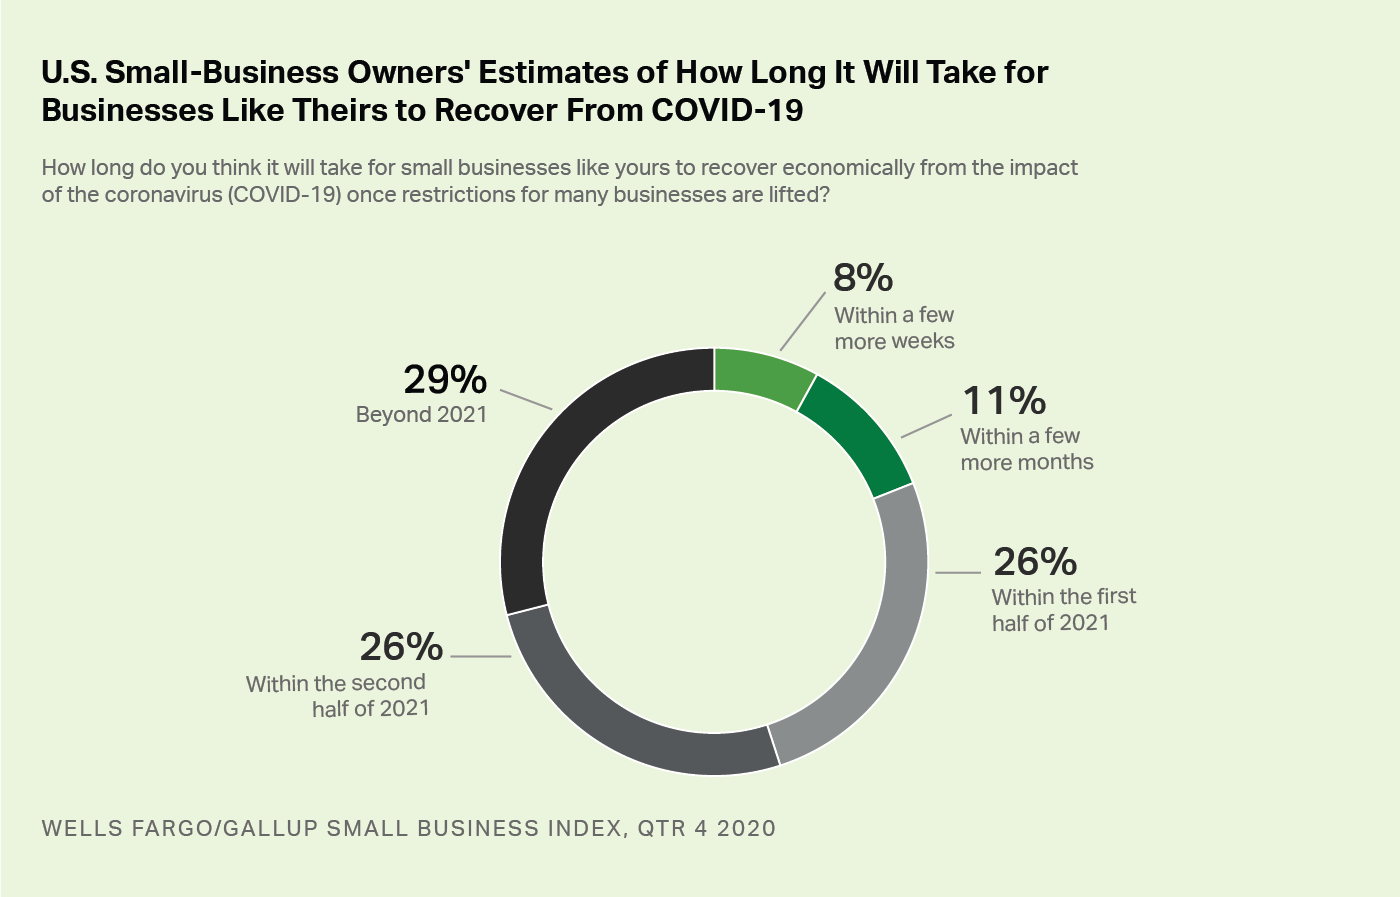 U.S. Small-Business Owners' Estimates of How Long It Will Take for
Businesses Like Theirs to Recover From COVID-19
How long do you think it will take for small businesses like yours to recover economically from the impact
of the coronavirus (COVID-19) once restrictions for many businesses are lifted?
8%
Within a few
more weeks
11%
Within a few
more months
26%
Within the first
half of 2021
26%
Within the second
half of 2021
29%
Beyond 2021
WELLS FARGO/GALLUP SMALL BUSINESS INDEX, QTR 4 2020